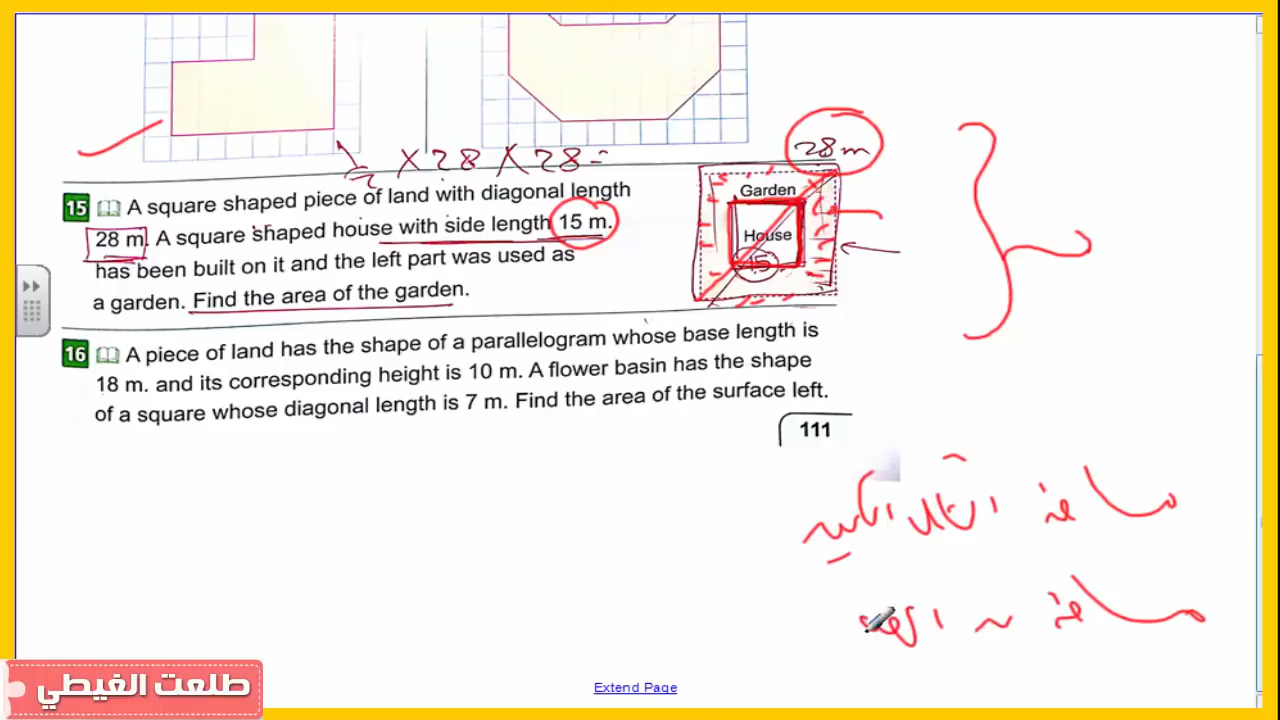 28 m
½ × 28 × 28 =
15 A square shaped piece of land with diagonal length
28 m. A square shaped house with side length 15 m.
has been built on it and the left part was used as
a garden. Find the area of the garden.
Garden
House
15
16 A piece of land has the shape of a parallelogram whose base length is
18 m. and its corresponding height is 10 m. A flower basin has the shape
of a square whose diagonal length is 7 m. Find the area of the surface left.
111
مساحة
مساحة
Extend Page
طلعت الغيطي